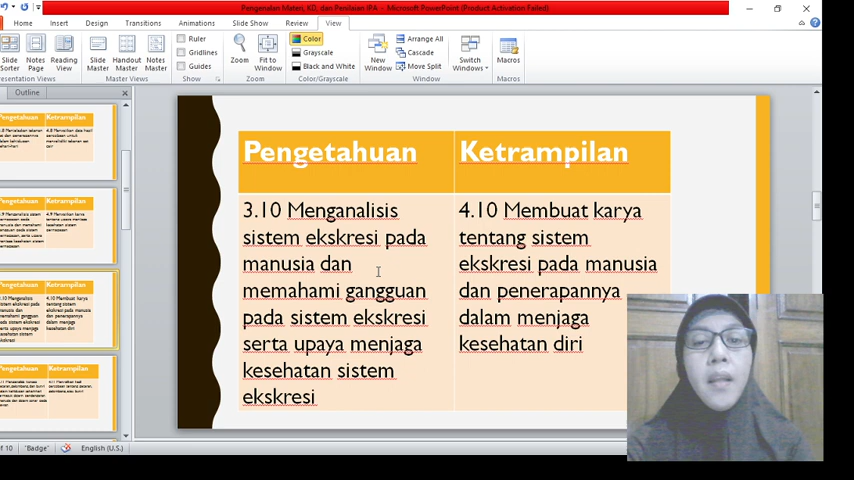 Pengenalan Materi, KD, dan Penilaian IPA - Microsoft PowerPoint (Product Activation Failed)
Home Insert Design Transitions Animations Slide Show Review View
Slide Sorter
Notes Page
Reading View
Slide Master
Handout Master
Notes Master
Ruler
Gridlines
Guides
Zoom
Fit to Window
Color
Grayscale
Black and White
New Window
Arrange All
Cascade
Move Split
Switch Windows
Macros
Show
Zoom
Color/Grayscale
Window
Macros
Outline
Pengetahuan Ketrampilan
3.10 Menganalisis
sistem ekskresi pada
manusia dan
memahami gangguan
pada sistem ekskresi
serta upaya menjaga
kesehatan sistem
ekskresi
4.10 Membuat karya
tentang sistem
ekskresi pada manusia
dan penerapannya
dalam menjaga
kesehatan diri
"Badge" English (U.S.)